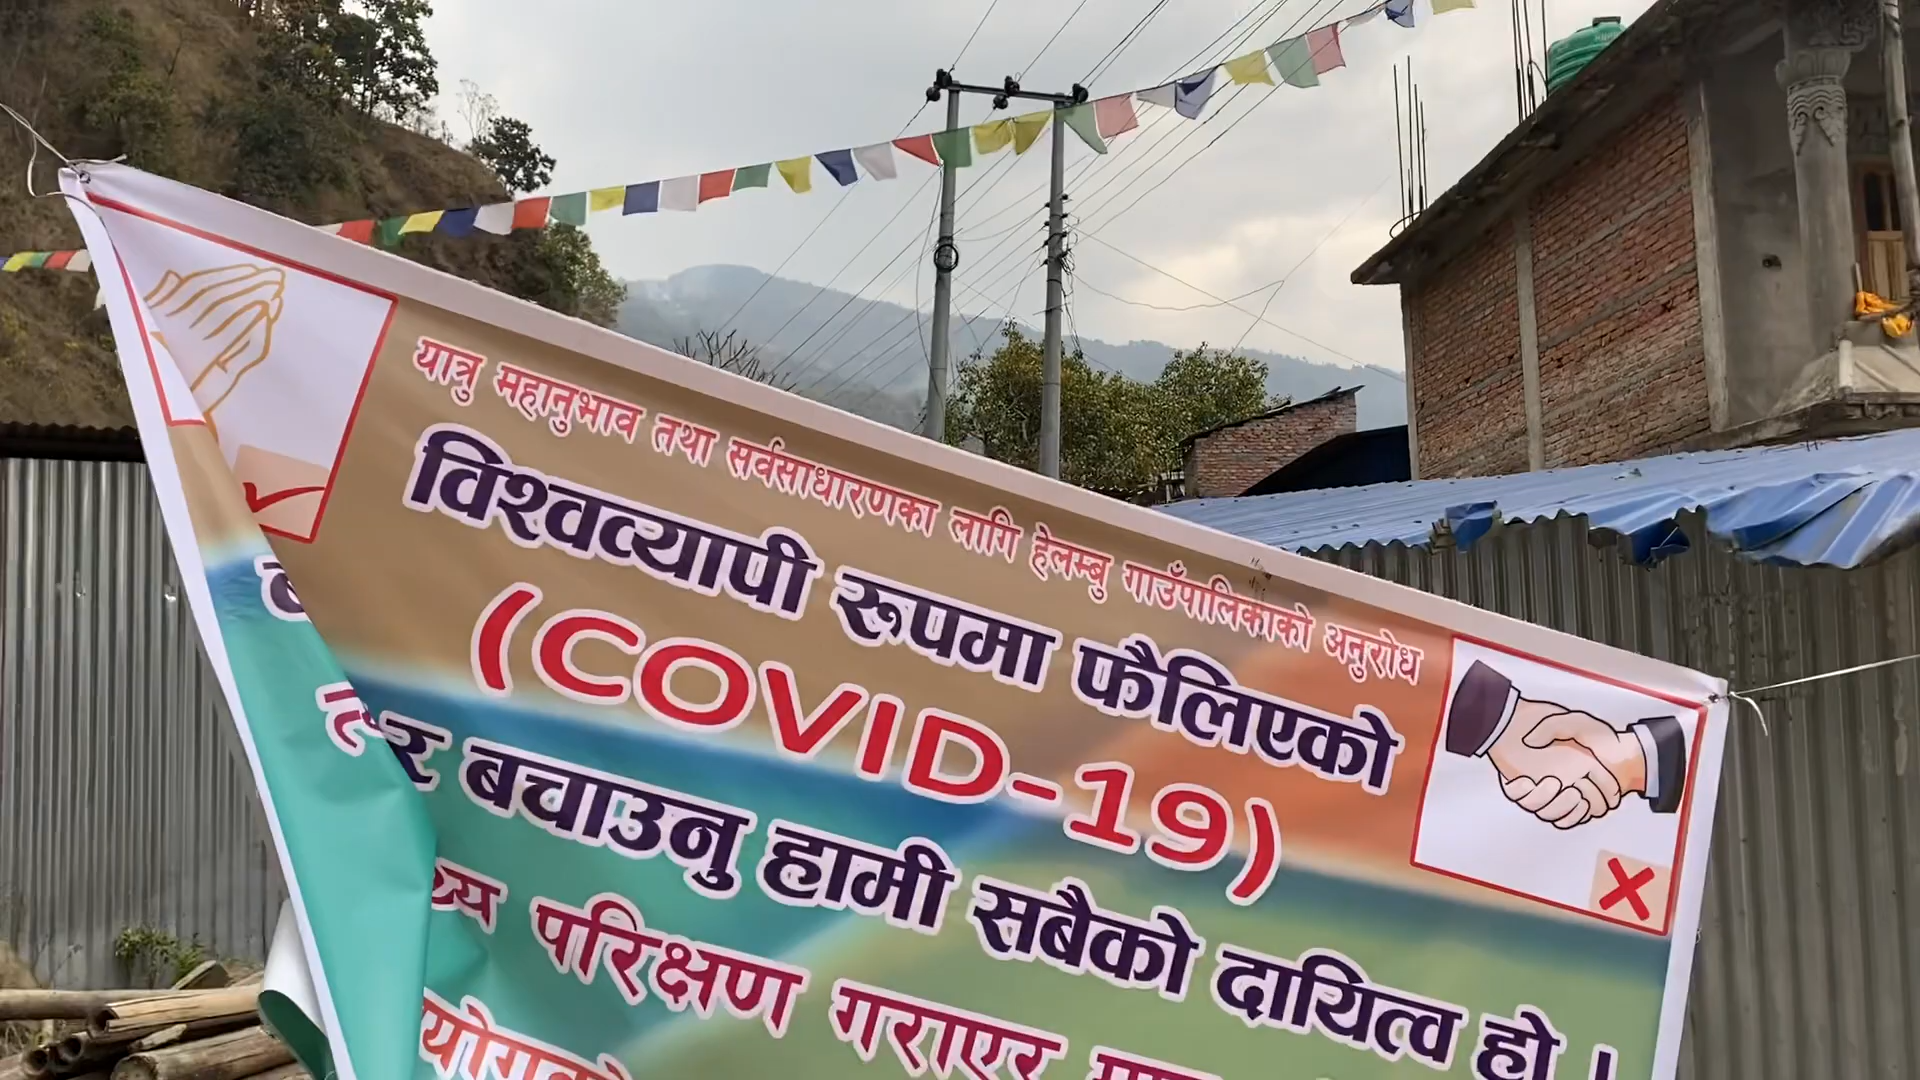 यात्रु महानुभाव तथा सर्वसाधारणका लागि हेलम्बु गाउँपालिकाको अनुरोध
विश्वव्यापी रूपमा फैलिएको
(COVID-19)
बचाउनु हामी सबैको दायित्व हो ।
परिक्षण गराएर